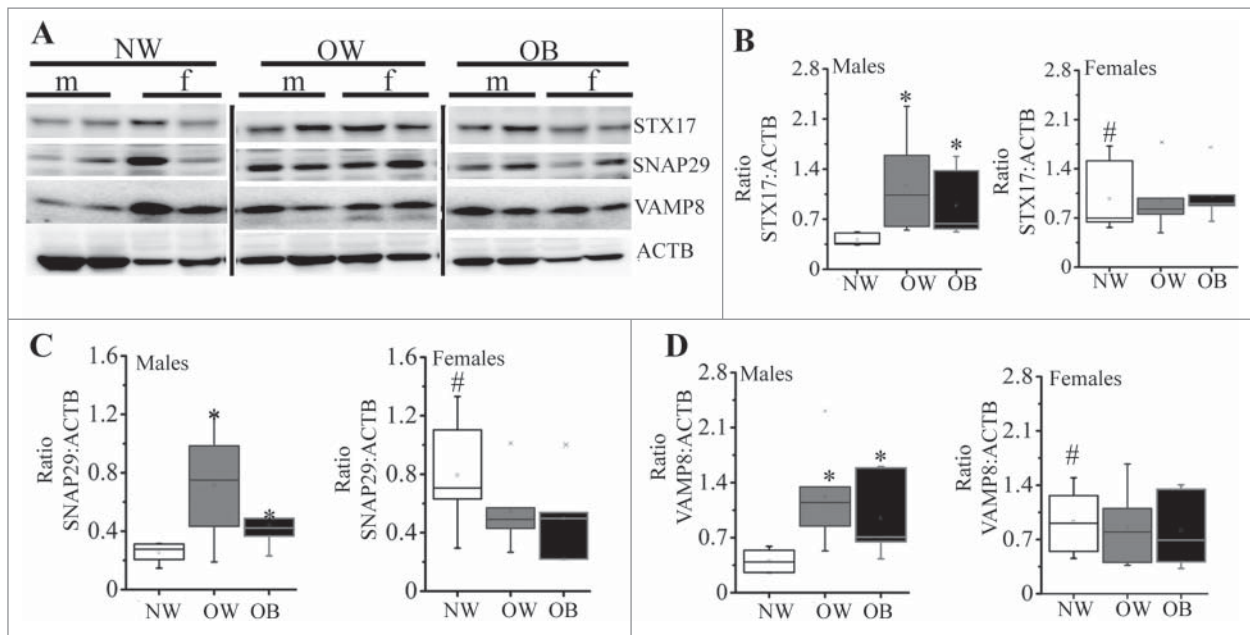 A
NW OW OB
m f m f m f
STX17
SNAP29
VAMP8
ACTB
B
Males
Ratio
STX17:ACTB
2.8
2.1
1.4
0.7
0
*
*
NW OW OB
Females
Ratio
STX17:ACTB
2.8
2.1
1.4
0.7
0
#
NW OW OB
C
Males
Ratio
SNAP29:ACTB
1.6
1.2
0.8
0.4
0
*
*
NW OW OB
Females
Ratio
SNAP29:ACTB
1.6
1.2
0.8
0.4
0
#
NW OW OB
D
Males
Ratio
VAMP8:ACTB
2.8
2.1
1.4
0.7
0
*
*
NW OW OB
Females
Ratio
VAMP8:ACTB
2.8
2.1
1.4
0.7
0
#
NW OW OB